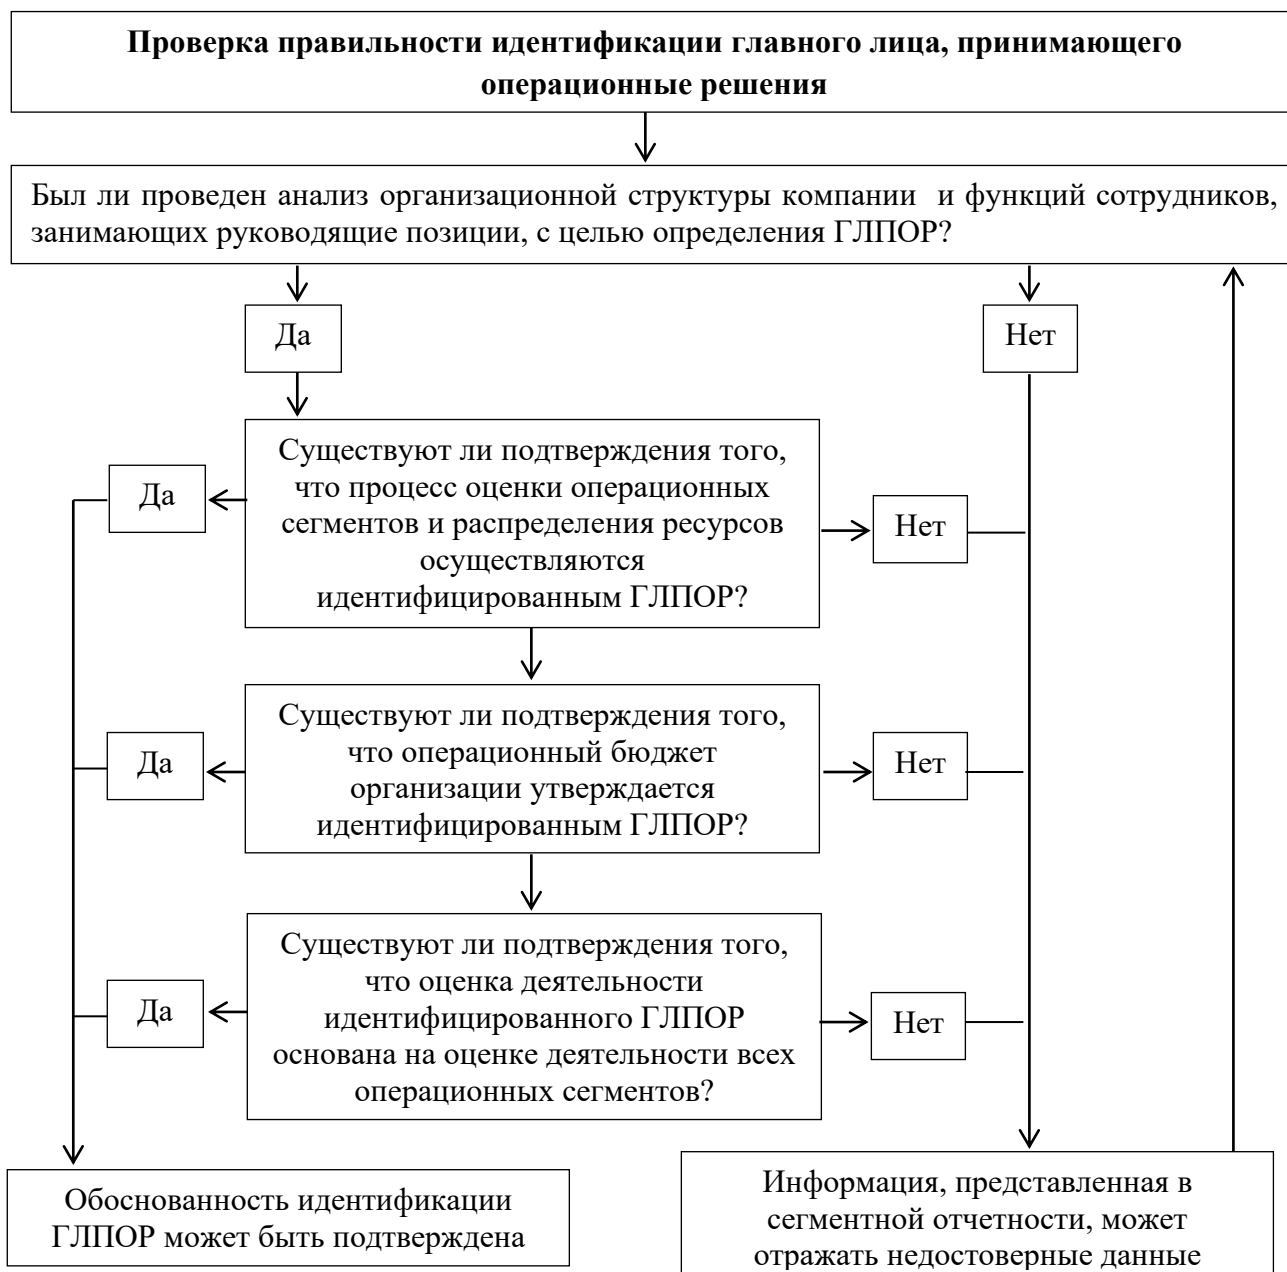 Проверка правильности идентификации главного лица, принимающего
операционные решения
Был ли проведен анализ организационной структуры компании и функций сотрудников,
занимающих руководящие позиции, с целью определения ГЛПОР?
Да
Нет
Существуют ли подтверждения того,
что процесс оценки операционных
сегментов и распределения ресурсов
осуществляются
идентифицированным ГЛПОР?
Да
Нет
Существуют ли подтверждения того,
что операционный бюджет
организации утверждается
идентифицированным ГЛПОР?
Да
Нет
Существуют ли подтверждения того,
что оценка деятельности
идентифицированного ГЛПОР
основана на оценке деятельности всех
операционных сегментов?
Да
Нет
Обоснованность идентификации
ГЛПОР может быть подтверждена
Информация, представленная в
сегментной отчетности, может
отражать недостоверные данные